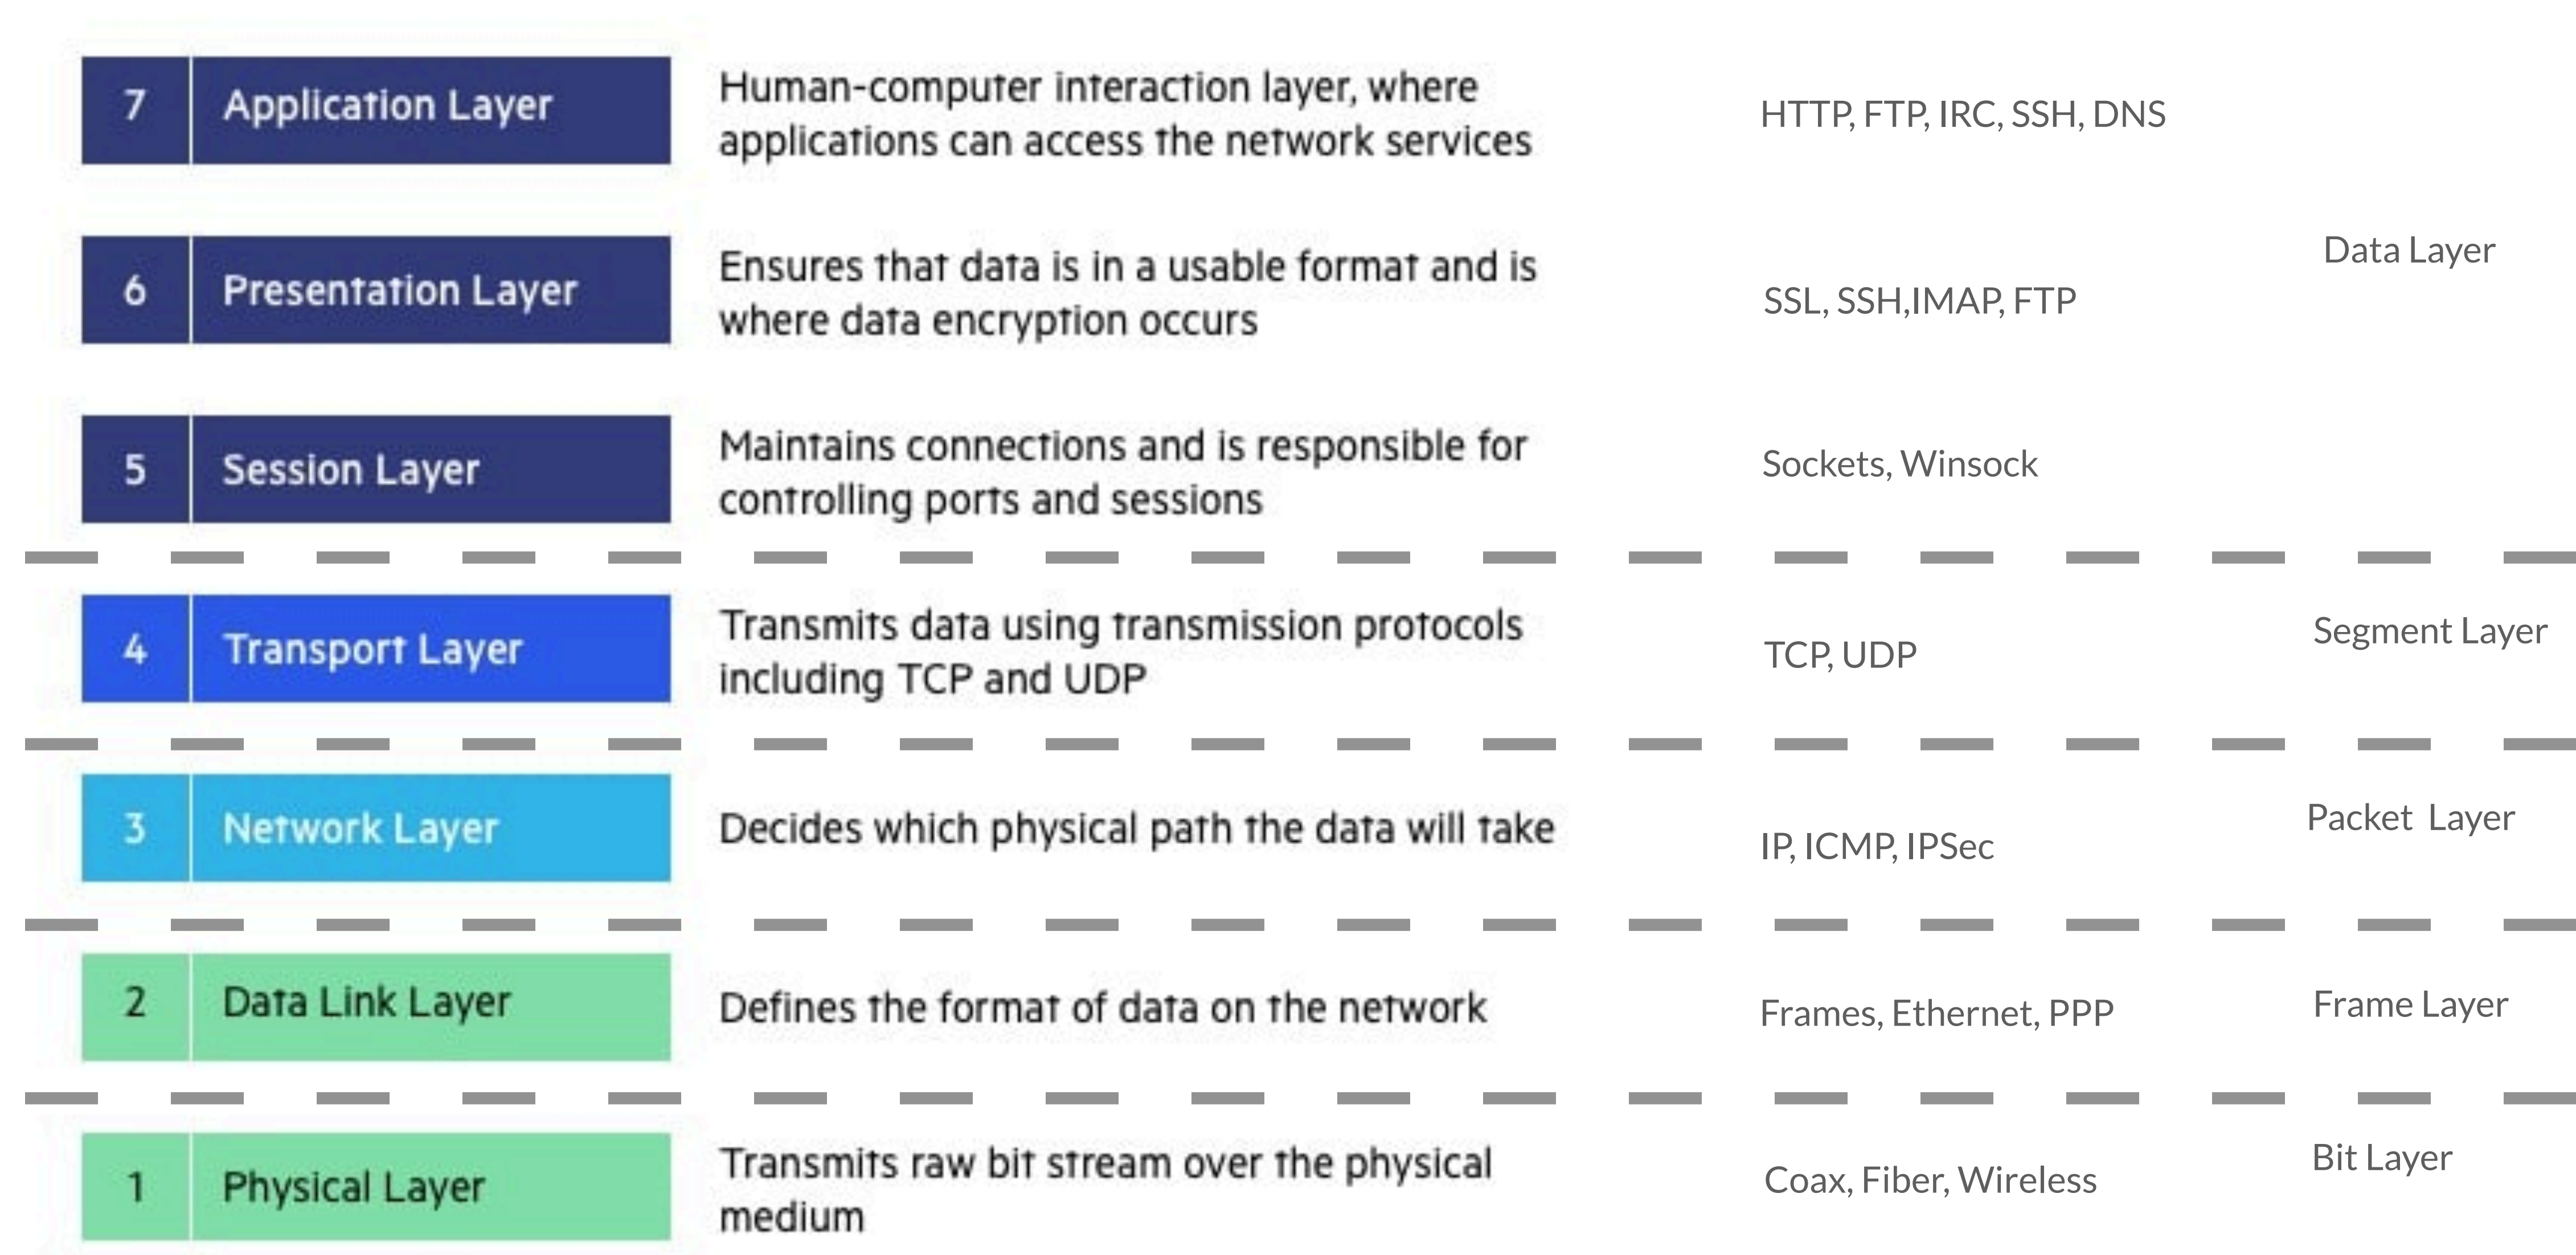 7 Application Layer
Human-computer interaction layer, where
applications can access the network services
HTTP, FTP, IRC, SSH, DNS
6 Presentation Layer
Ensures that data is in a usable format and is
where data encryption occurs
SSL, SSH,IMAP, FTP
Data Layer
5 Session Layer
Maintains connections and is responsible for
controlling ports and sessions
Sockets, Winsock
4 Transport Layer
Transmits data using transmission protocols
including TCP and UDP
TCP, UDP
Segment Layer
3 Network Layer
Decides which physical path the data will take
IP, ICMP, IPSec
Packet Layer
2 Data Link Layer
Defines the format of data on the network
Frames, Ethernet, PPP
Frame Layer
1 Physical Layer
Transmits raw bit stream over the physical
medium
Coax, Fiber, Wireless
Bit Layer